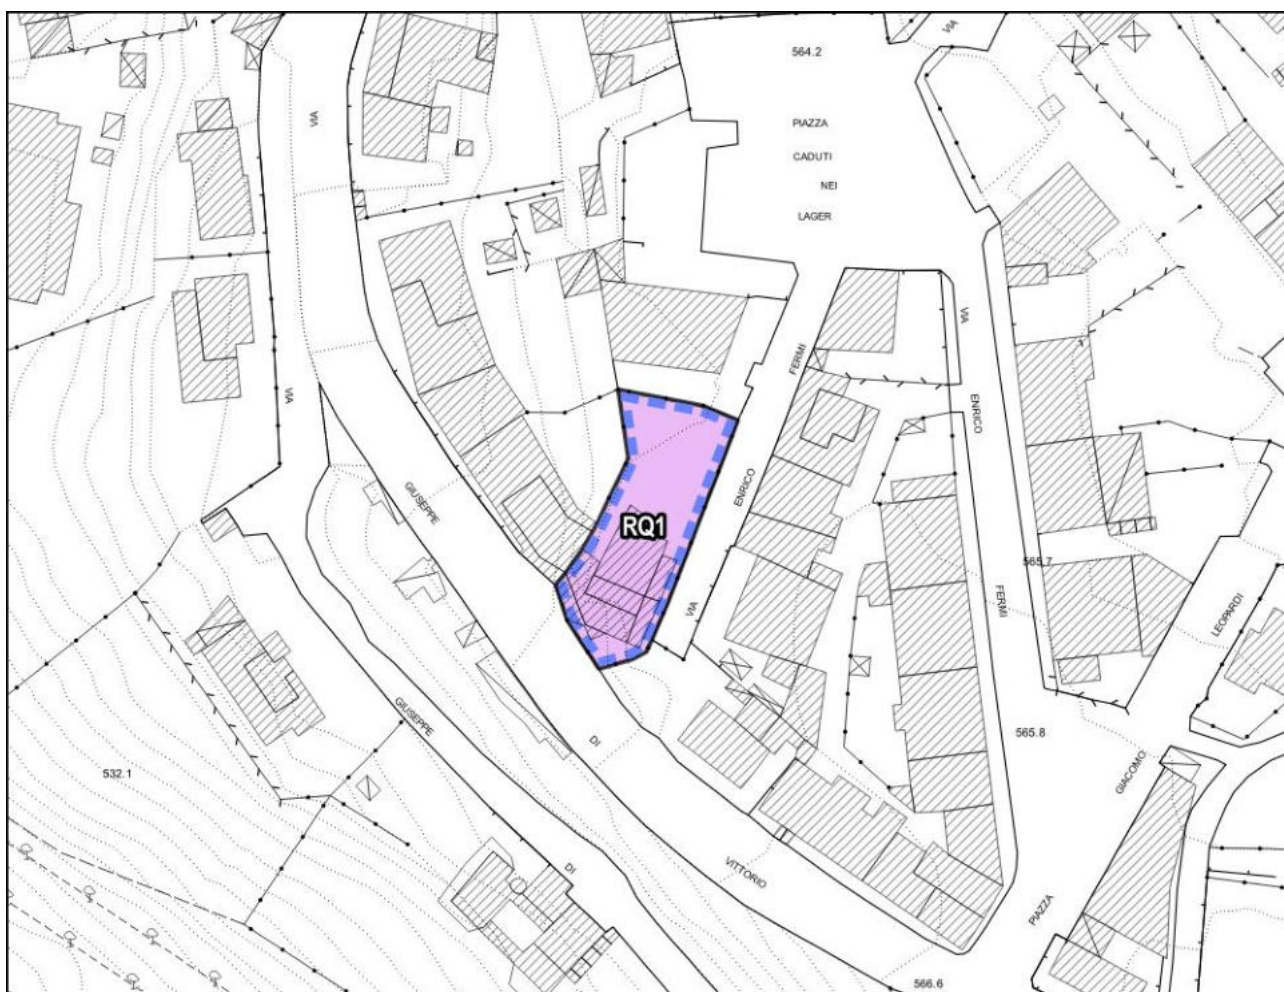 VIA
564.2
VIA
PIAZZA
CADUTI
NEI
LAGER
VIA
FERMI
VIA
ENRICO
ENRICO
GIUSEPPE
RQ1
565.7
FERMI
VIA
LEOPARDI
GIUSEPPE
565.8
DI
GIACOMO
532.1
DI
VITTORIO
PIAZZA
566.6